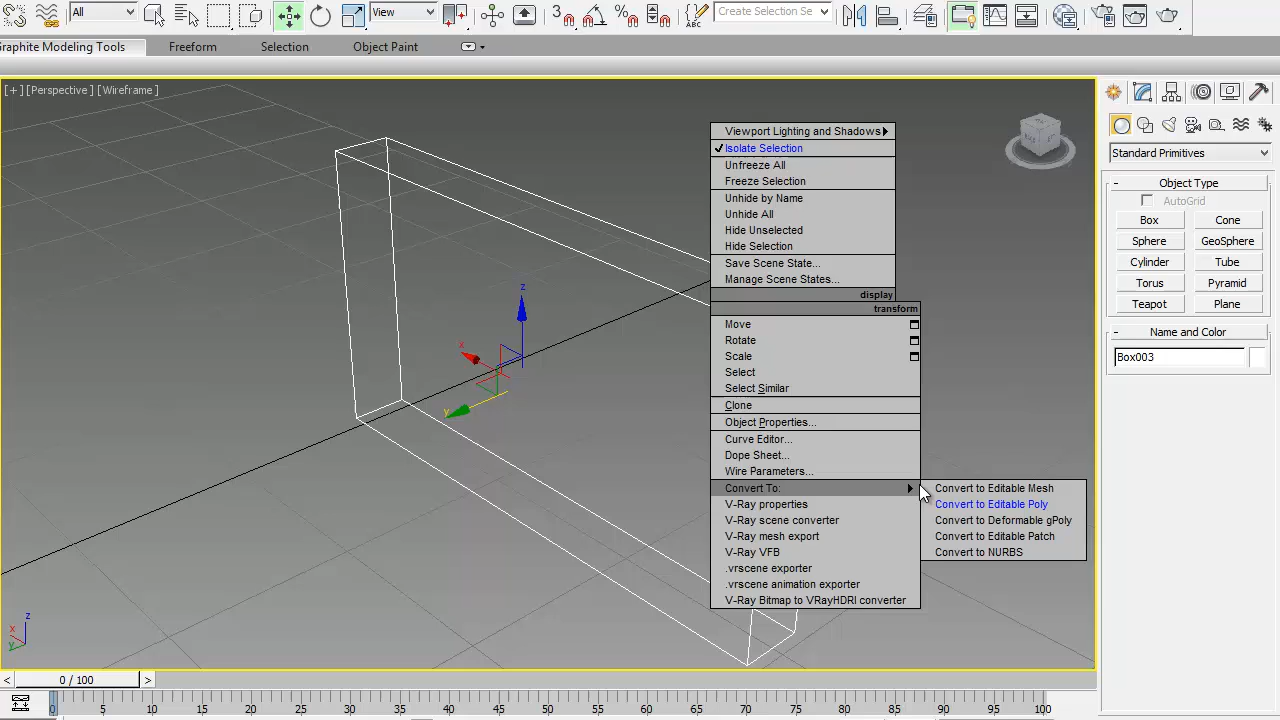 All
View
3
ABC
Create Selection Se
Graphite Modeling Tools
Freeform
Selection
Object Paint
[+] [Perspective] [Wireframe]
Viewport Lighting and Shadows
Isolate Selection
Unfreeze All
Freeze Selection
Unhide by Name
Unhide All
Hide Unselected
Hide Selection
Save Scene State...
Manage Scene States...
display
transform
Move
Rotate
Scale
Select
Select Similar
Clone
Object Properties...
Curve Editor...
Dope Sheet...
Wire Parameters...
Convert To:
V-Ray properties
V-Ray scene converter
V-Ray mesh export
V-Ray VFB
.vrscene exporter
.vrscene animation exporter
V-Ray Bitmap to VRayHDRI converter
Convert to Editable Mesh
Convert to Editable Poly
Convert to Deformable gPoly
Convert to Editable Patch
Convert to NURBS
Standard Primitives
- Object Type
AutoGrid
Box Cone
Sphere GeoSphere
Cylinder Tube
Torus Pyramid
Teapot Plane
- Name and Color
Box003
z
x
y
z
x
y
< 0 / 100 >
0 5 10 15 20 25 30 35 40 45 50 55 60 65 70 75 80 85 90 95 100